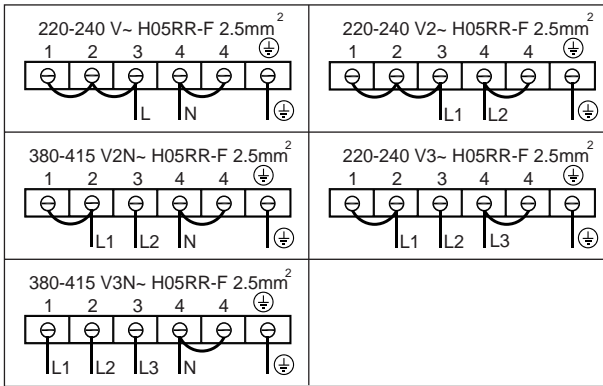 220-240 V~ H05RR-F 2.5mm²
1 2 3 4 4
L N
220-240 V2~ H05RR-F 2.5mm²
1 2 3 4 4
L1 L2
380-415 V2N~ H05RR-F 2.5mm²
1 2 3 4 4
L1 L2 N
220-240 V3~ H05RR-F 2.5mm²
1 2 3 4 4
L1 L2 L3
380-415 V3N~ H05RR-F 2.5mm²
1 2 3 4 4
L1 L2 L3 N